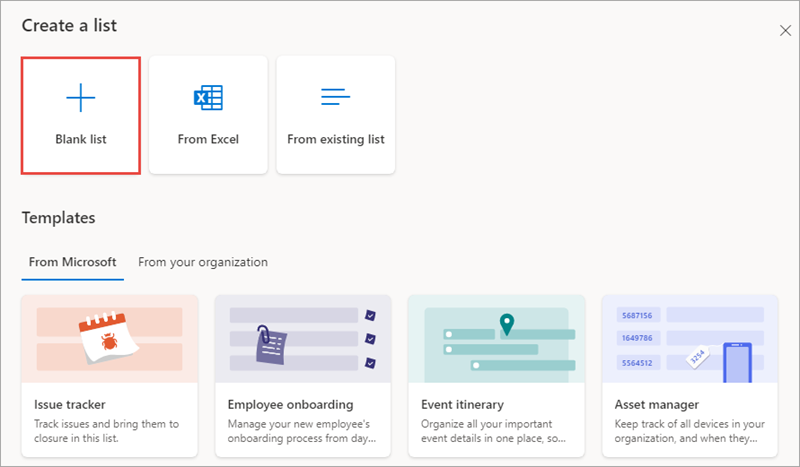 Create a list
Blank list
From Excel
From existing list
Templates
From Microsoft
From your organization
5687156
1649786
5564512
3254
Issue tracker
Track issues and bring them to
closure in this list.
Employee onboarding
Manage your new employee's
onboarding process from day...
Event itinerary
Organize all your important
event details in one place, so...
Asset manager
Keep track of all devices in your
organization, and when they...